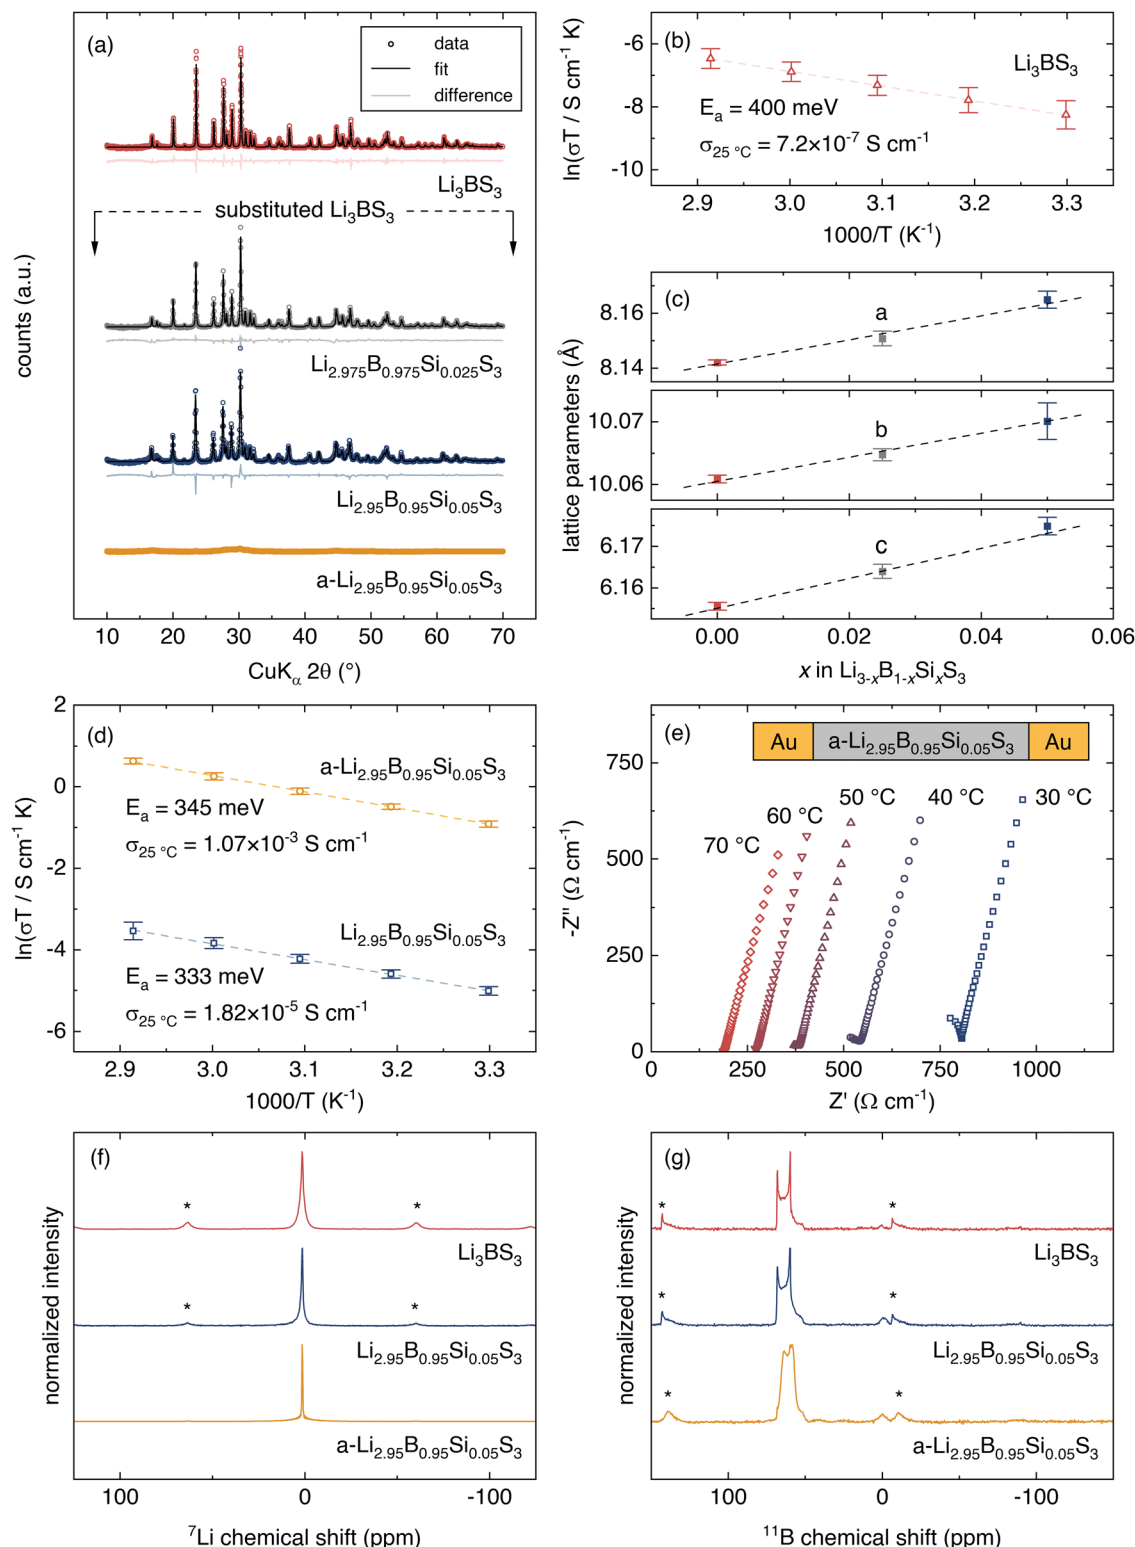 (a)
data
fit
difference
Li₃BS₃
substituted Li₃BS₃
Li₂.₉₇₅B₀.₉₇₅Si₀.₀₂₅S₃
Li₂.₉₅B₀.₉₅Si₀.₀₅S₃
a-Li₂.₉₅B₀.₉₅Si₀.₀₅S₃
counts (a.u.)
10 20 30 40 50 60 70
CuKα 2θ (°)
(b)
Li₃BS₃
Eₐ = 400 meV
σ₂₅ °C = 7.2×10⁻⁷ S cm⁻¹
ln(σT / S cm⁻¹ K)
-6
-8
-10
2.9 3.0 3.1 3.2 3.3
1000/T (K⁻¹)
(c)
a
8.16
8.14
b
10.07
10.06
c
6.17
6.16
lattice parameters (Å)
0.00 0.02 0.04 0.06
x in Li₃₋ₓB₁₋ₓSiₓS₃
(d)
a-Li₂.₉₅B₀.₉₅Si₀.₀₅S₃
Eₐ = 345 meV
σ₂₅ °C = 1.07×10⁻³ S cm⁻¹
Li₂.₉₅B₀.₉₅Si₀.₀₅S₃
Eₐ = 333 meV
σ₂₅ °C = 1.82×10⁻⁵ S cm⁻¹
ln(σT / S cm⁻¹ K)
2
0
-2
-4
-6
2.9 3.0 3.1 3.2 3.3
1000/T (K⁻¹)
(e)
Au a-Li₂.₉₅B₀.₉₅Si₀.₀₅S₃ Au
70 °C 60 °C 50 °C 40 °C 30 °C
-Z'' (Ω cm⁻¹)
750
500
250
0
0 250 500 750 1000
Z' (Ω cm⁻¹)
(f)
* *
Li₃BS₃
* *
Li₂.₉₅B₀.₉₅Si₀.₀₅S₃
a-Li₂.₉₅B₀.₉₅Si₀.₀₅S₃
normalized intensity
100 0 -100
⁷Li chemical shift (ppm)
(g)
* *
Li₃BS₃
* *
Li₂.₉₅B₀.₉₅Si₀.₀₅S₃
* *
a-Li₂.₉₅B₀.₉₅Si₀.₀₅S₃
normalized intensity
100 0 -100
¹¹B chemical shift (ppm)